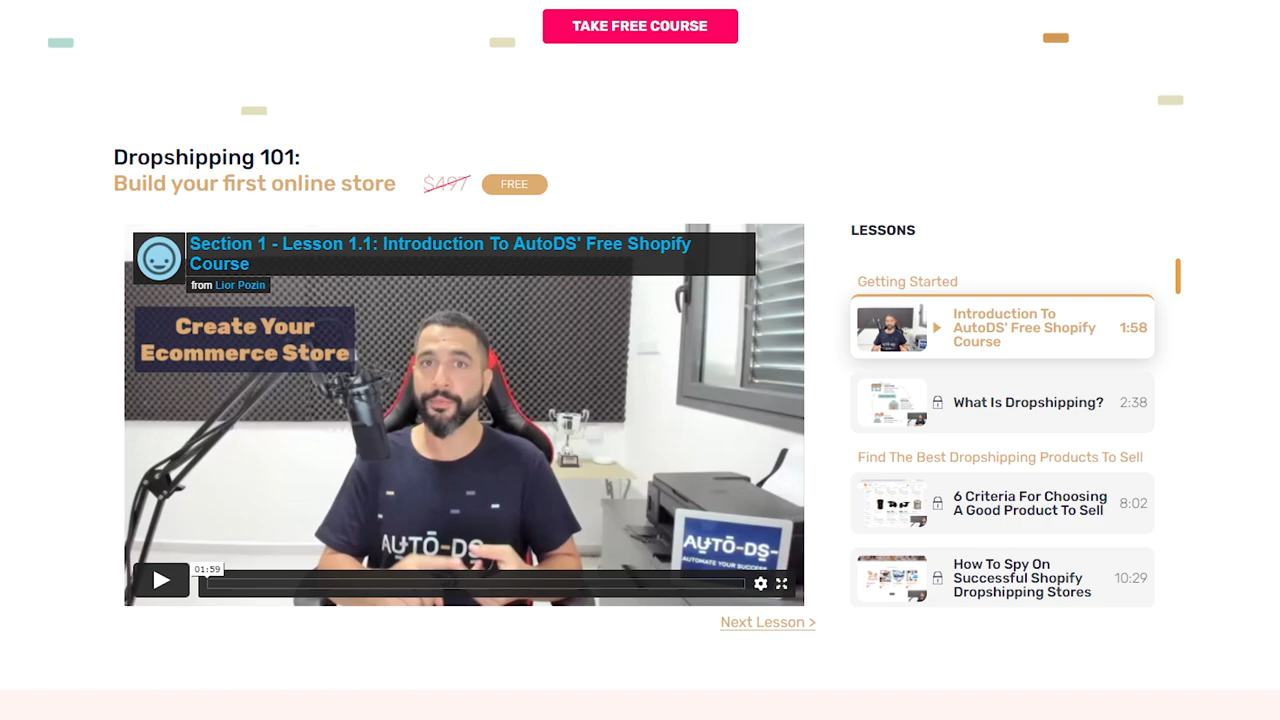 TAKE FREE COURSE
Dropshipping 101:
Build your first online store
$497
FREE
Section 1 - Lesson 1.1: Introduction To AutoDS' Free Shopify
Course
from Lior Pozin
Create Your
Ecommerce Store
AUTO-DS
AUTO-DS-
AUTOMATE YOUR SUCCESS
01:59
Next Lesson >
LESSONS
Getting Started
Introduction To
AutoDS' Free Shopify
Course
1:58
What Is Dropshipping?
2:38
Find The Best Dropshipping Products To Sell
6 Criteria For Choosing
A Good Product To Sell
8:02
How To Spy On
Successful Shopify
Dropshipping Stores
10:29